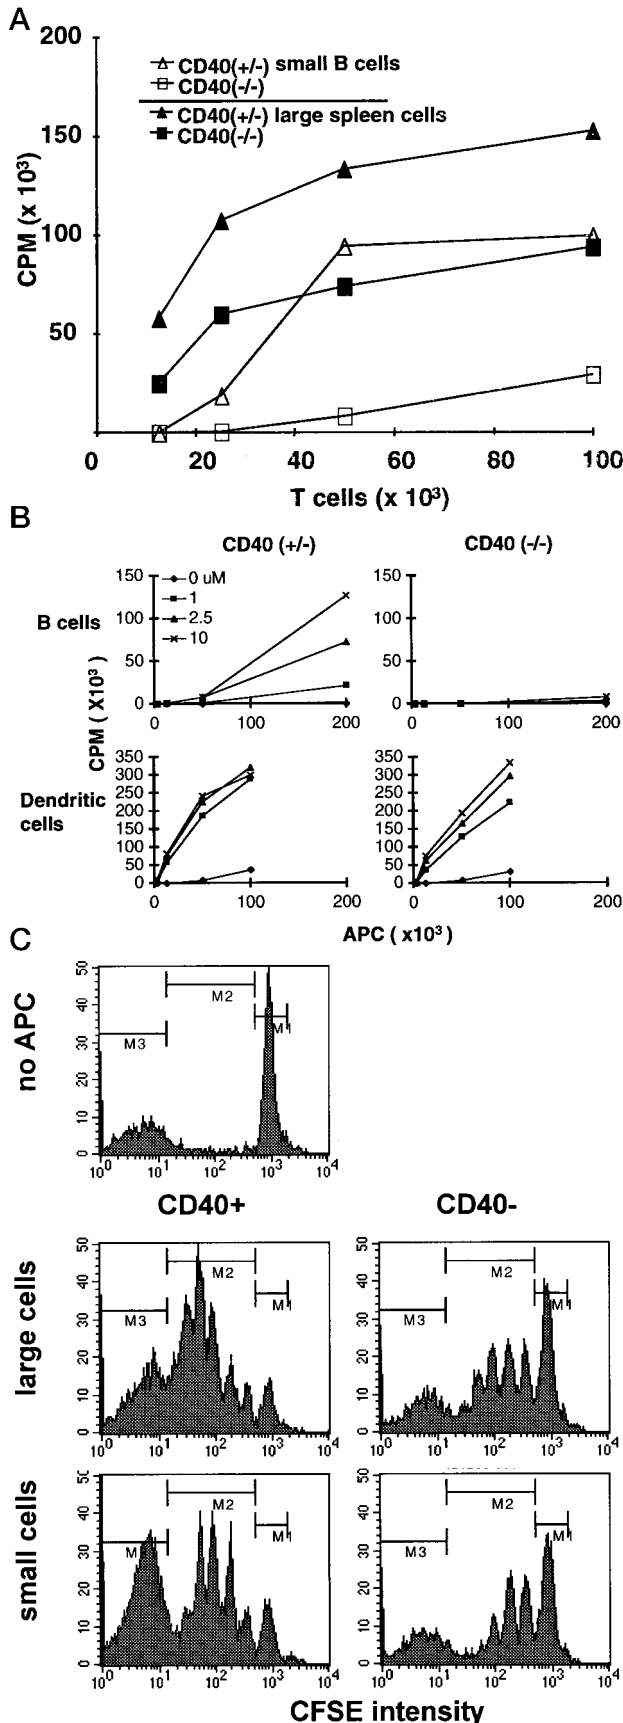 A
200
CD40(+/-) small B cells
CD40(-/-)
CD40(+/-) large spleen cells
CD40(-/-)
150
100
50
CPM (x 10³)
0 20 40 60 80 100
T cells (x 10³)
B
CD40 (+/-) CD40 (-/-)
B cells
150 100 50 0
0 uM
1
2.5
10
0 100 200
150 100 50 0
0 100 200
CPM ( X10³)
Dendritic
cells
350 300 250 200 150 100 50 0
0 100 200
350 300 250 200 150 100 50 0
0 100 200
APC ( x10³ )
C
no APC
50 40 30 20 10 0
M3 M2 M1
10⁰ 10¹ 10² 10³ 10⁴
CD40+ CD40-
large cells
50 40 30 20 10 0
M3 M2 M1
10⁰ 10¹ 10² 10³ 10⁴
50 40 30 20 10 0
M3 M2 M1
10⁰ 10¹ 10² 10³ 10⁴
small cells
50 40 30 20 10 0
M M2 M1
10⁰ 10¹ 10² 10³ 10⁴
50 40 30 20 10 0
M3 M2 M1
10⁰ 10¹ 10² 10³ 10⁴
CFSE intensity